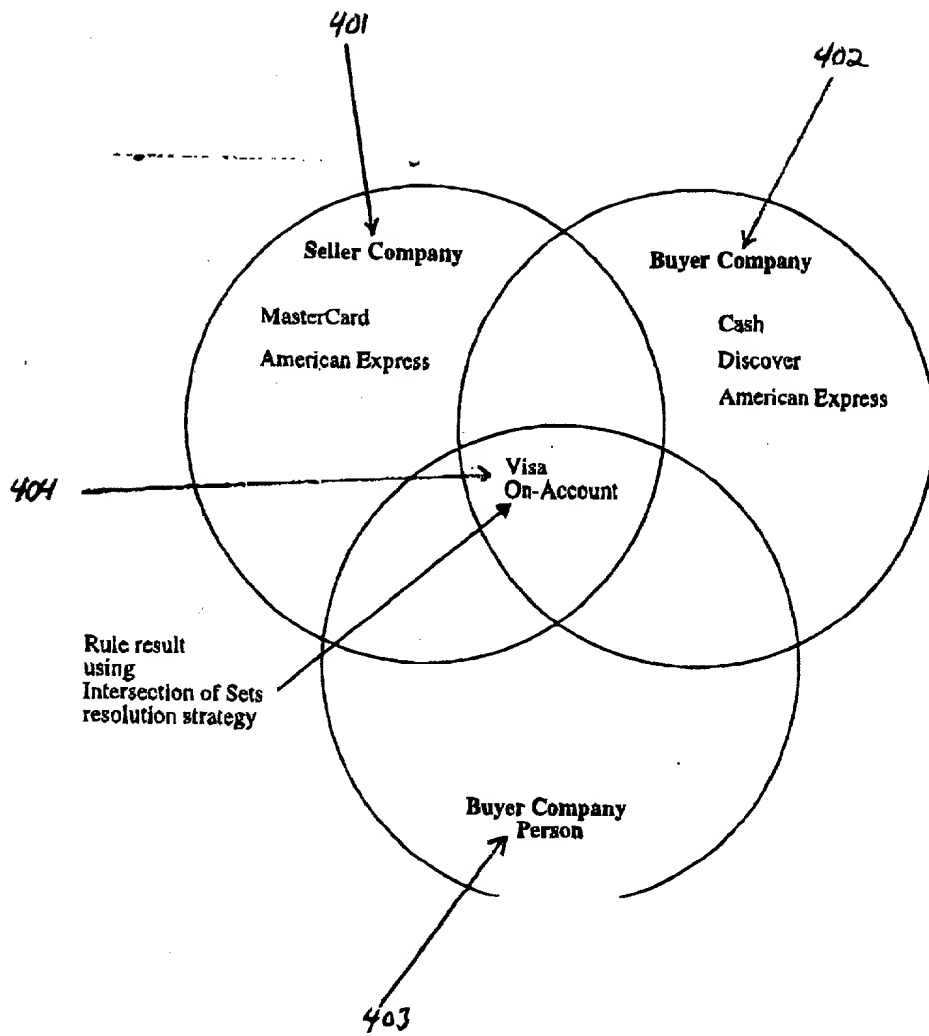 401
402
Seller Company
Buyer Company
MasterCard
American Express
Cash
Discover
American Express
404
Visa
On-Account
Rule result
using
Intersection of Sets
resolution strategy
Buyer Company
Person
403